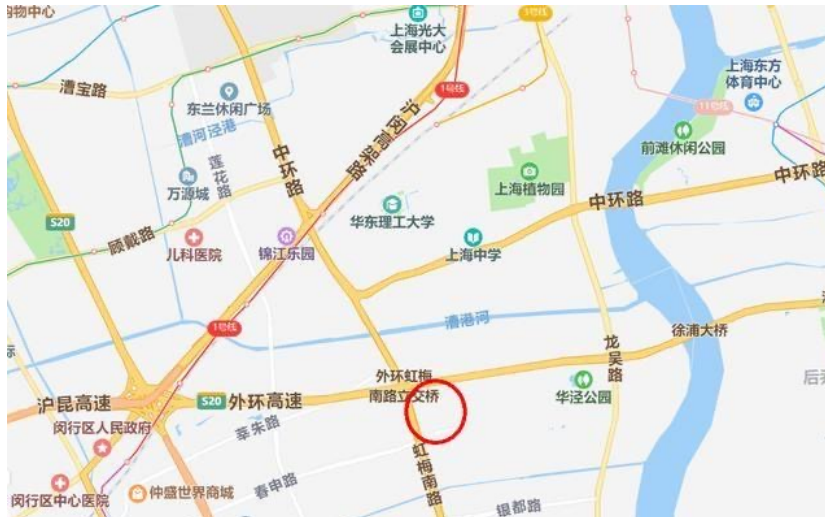 购物中心
上海光大
会展中心
1号线
漕宝路
沪闵高架路
1号线
上海东方
体育中心
11号线
东兰休闲广场
漕河泾港
前滩休闲公园
莲花路
中环路
万源城
上海植物园
中环路
中环路
S20
华东理工大学
顾戴路
儿科医院
锦江乐园
上海中学
1号线
漕港河
徐浦大桥
龙吴路
外环虹梅
南路立交桥
沪昆高速
S20
外环高速
华泾公园
闵行区人民政府
莘朱路
虹梅南路
闵行区中心医院
仲盛世界商城
春申路
银都路